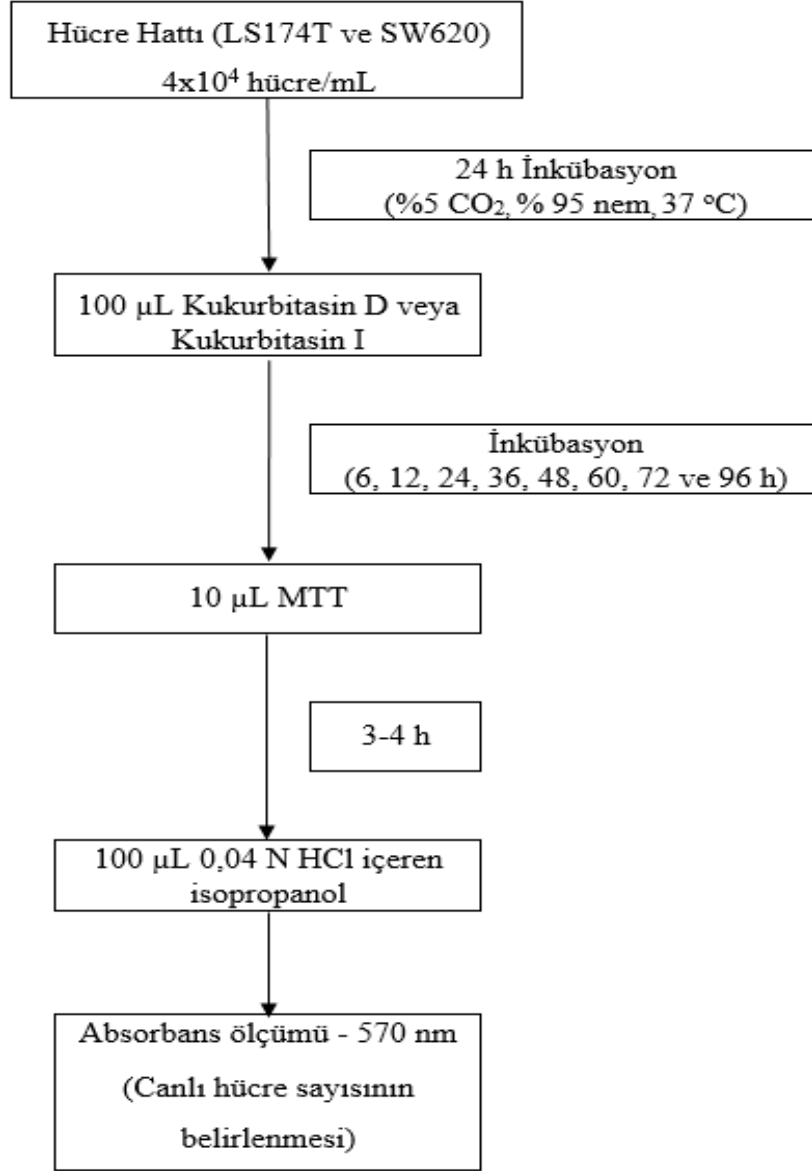 Hücre Hattı (LS174T ve SW620)
4x10⁴ hücre/mL
24 h İnkübasyon
(%5 CO₂, % 95 nem, 37 °C)
100 µL Kukurbitasin D veya
Kukurbitasin I
İnkübasyon
(6, 12, 24, 36, 48, 60, 72 ve 96 h)
10 µL MTT
3-4 h
100 µL 0,04 N HCl içeren
isopropanol
Absorbans ölçümü - 570 nm
(Canlı hücre sayısının
belirlenmesi)